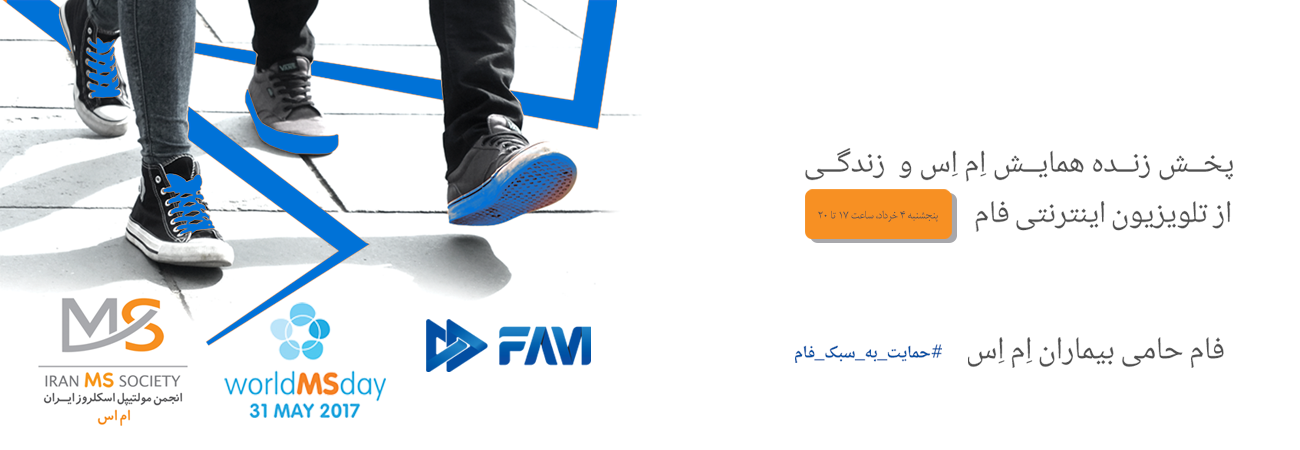 پخش زنده همایش اِم اِس و زندگی
از تلویزیون اینترنتی فام
پنجشنبه ۴ خرداد، ساعت ۱۷ تا ۲۰
فام حامی بیماران اِم اِس
#حمایت_به_سبک_فام
MS
IRAN MS SOCIETY
انجمن مولتیپل اسکلروز ایران
ام اس
worldMSday
31 MAY 2017
FAM